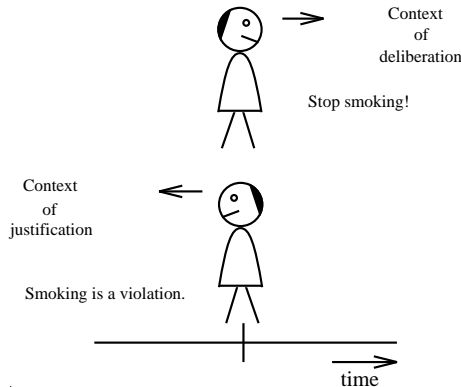 Context
of
deliberation
Stop smoking!
Context
of
justification
Smoking is a violation.
time